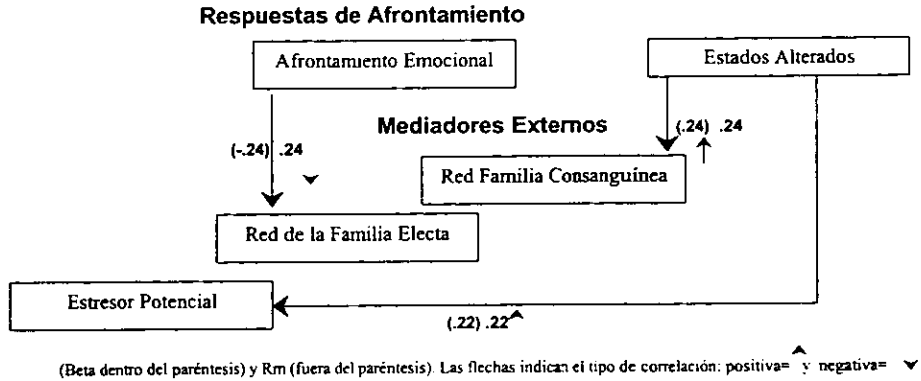 Respuestas de Afrontamiento
Afrontamiento Emocional
Estados Alterados
Mediadores Externos
(-.24) .24
(.24) .24
Red Familia Consanguínea
Red de la Familia Electa
Estresor Potencial
(.22) .22
(Beta dentro del paréntesis) y Rm (fuera del paréntesis). Las flechas indican el tipo de correlación: positiva= y negativa=